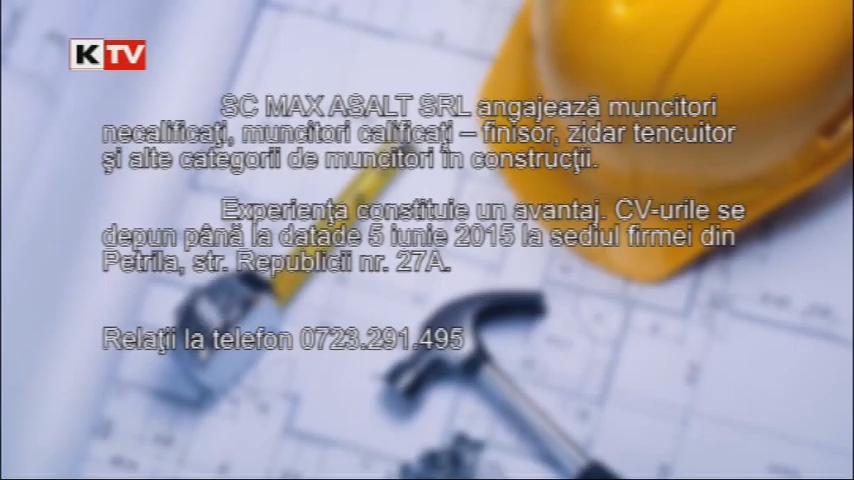 KTV
SC MAX ASALT SRL angajează muncitori
necalificaţi, muncitori calificaţi – finisor, zidar tencuitor
şi alte categorii de muncitori în construcţii.
Experienţa constituie un avantaj. CV-urile se
depun până la datade 5 iunie 2015 la sediul firmei din
Petrila, str. Republicii nr. 27A.
Relaţii la telefon 0723.291.495